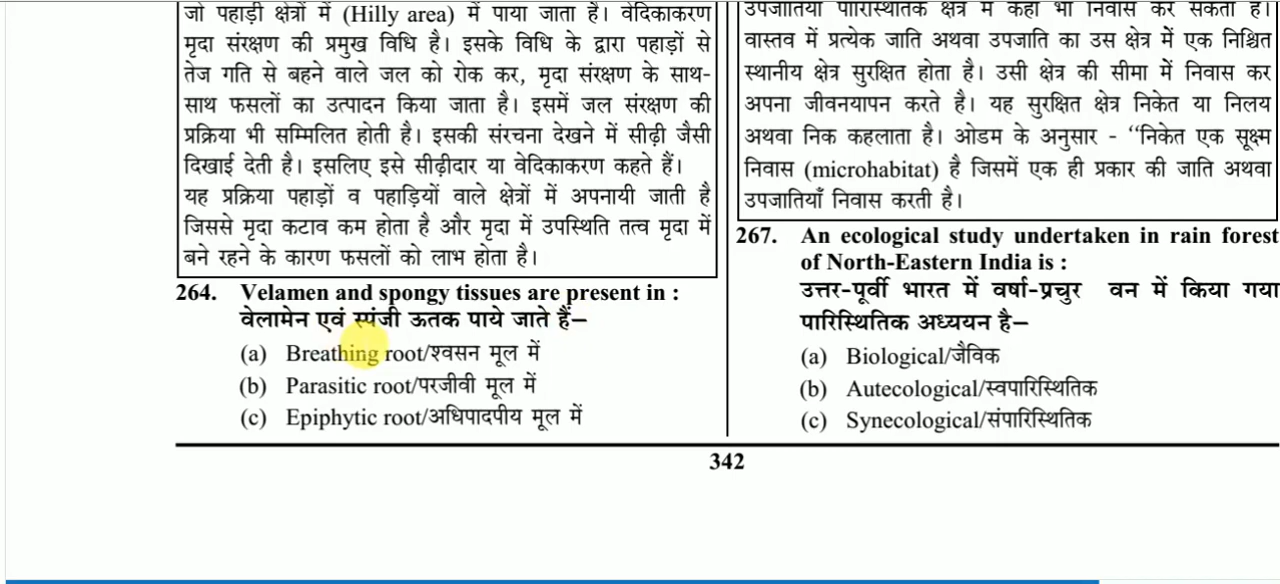 जो पहाड़ी क्षेत्रों में (Hilly area) में पाया जाता है। वेदिकाकरण
मृदा संरक्षण की प्रमुख विधि है। इसके विधि के द्वारा पहाड़ों से
तेज गति से बहने वाले जल को रोक कर, मृदा संरक्षण के साथ-
साथ फसलों का उत्पादन किया जाता है। इसमें जल संरक्षण की
प्रक्रिया भी सम्मिलित होती है। इसकी संरचना देखने में सीढ़ी जैसी
दिखाई देती है। इसलिए इसे सीढ़ीदार या वेदिकाकरण कहते हैं।
यह प्रक्रिया पहाड़ों व पहाड़ियों वाले क्षेत्रों में अपनायी जाती है
जिससे मृदा कटाव कम होता है और मृदा में उपस्थिति तत्व मृदा में
बने रहने के कारण फसलों को लाभ होता है।
264. Velamen and spongy tissues are present in :
वेलामेन एवं स्पंजी ऊतक पाये जाते हैं–
(a) Breathing root/श्वसन मूल में
(b) Parasitic root/परजीवी मूल में
(c) Epiphytic root/अधिपादपीय मूल में
उपजातियाँ पारिस्थितिक क्षेत्र में कहीं भी निवास कर सकती हैं।
वास्तव में प्रत्येक जाति अथवा उपजाति का उस क्षेत्र में एक निश्चित
स्थानीय क्षेत्र सुरक्षित होता है। उसी क्षेत्र की सीमा में निवास कर
अपना जीवनयापन करते है। यह सुरक्षित क्षेत्र निकेत या निलय
अथवा निक कहलाता है। ओडम के अनुसार - ‘‘निकेत एक सूक्ष्म
निवास (microhabitat) है जिसमें एक ही प्रकार की जाति अथवा
उपजातियाँ निवास करती है।
267. An ecological study undertaken in rain forest
of North-Eastern India is :
उत्तर-पूर्वी भारत में वर्षा-प्रचुर वन में किया गया
पारिस्थितिक अध्ययन है–
(a) Biological/जैविक
(b) Autecological/स्वपारिस्थितिक
(c) Synecological/संपारिस्थितिक
342